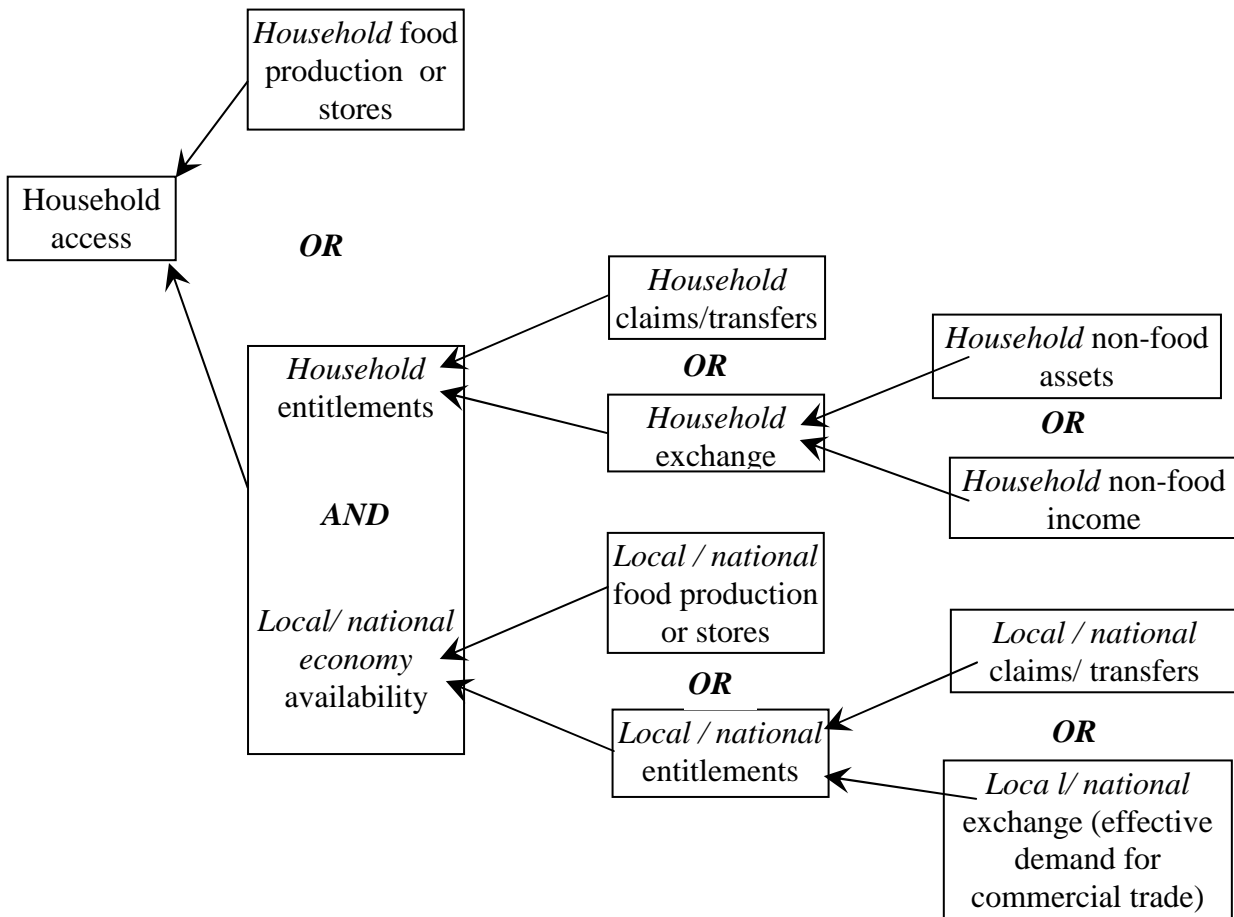 Household food
production or
stores
Household
access
OR
Household
claims/transfers
OR
Household non-food
assets
Household
entitlements
Household
exchange
OR
Household non-food
income
AND
Local / national
food production
or stores
Local/ national
economy
availability
OR
Local / national
claims/ transfers
Local / national
entitlements
OR
Loca l/ national
exchange (effective
demand for
commercial trade)